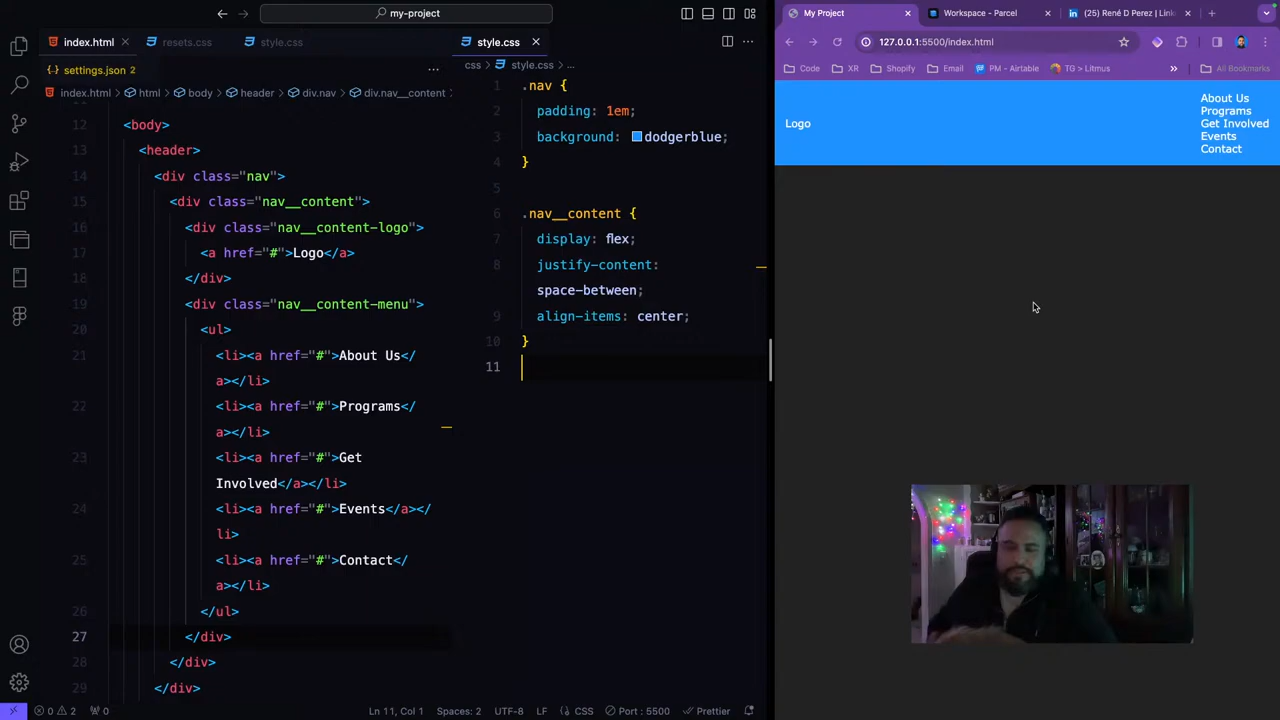 my-project
index.html
resets.css
style.css
settings.json 2
index.html
html
body
header
div.nav
div.nav__content
12 <body>
13 <header>
14 <div class="nav">
15 <div class="nav__content">
16 <div class="nav__content-logo">
17 <a href="#">Logo</a>
18 </div>
19 <div class="nav__content-menu">
20 <ul>
21 <li><a href="#">About Us</
a></li>
22 <li><a href="#">Programs</
a></li>
23 <li><a href="#">Get
Involved</a></li>
24 <li><a href="#">Events</a></
li>
25 <li><a href="#">Contact</
a></li>
26 </ul>
27 </div>
28 </div>
29 </div>
style.css
css > style.css > ...
1 .nav {
2 padding: 1em;
3 background: dodgerblue;
4 }
5
6 .nav__content {
7 display: flex;
8 justify-content:
space-between;
9 align-items: center;
10 }
11
0 2 0
Ln 11, Col 1
Spaces: 2
UTF-8
LF
CSS
Port : 5500
Prettier
My Project
Workspace - Parcel
(25) René D Perez | Link
127.0.0.1:5500/index.html
Code
XR
Shopify
Email
PM - Airtable
TG > Litmus
All Bookmarks
Logo
About Us
Programs
Get Involved
Events
Contact